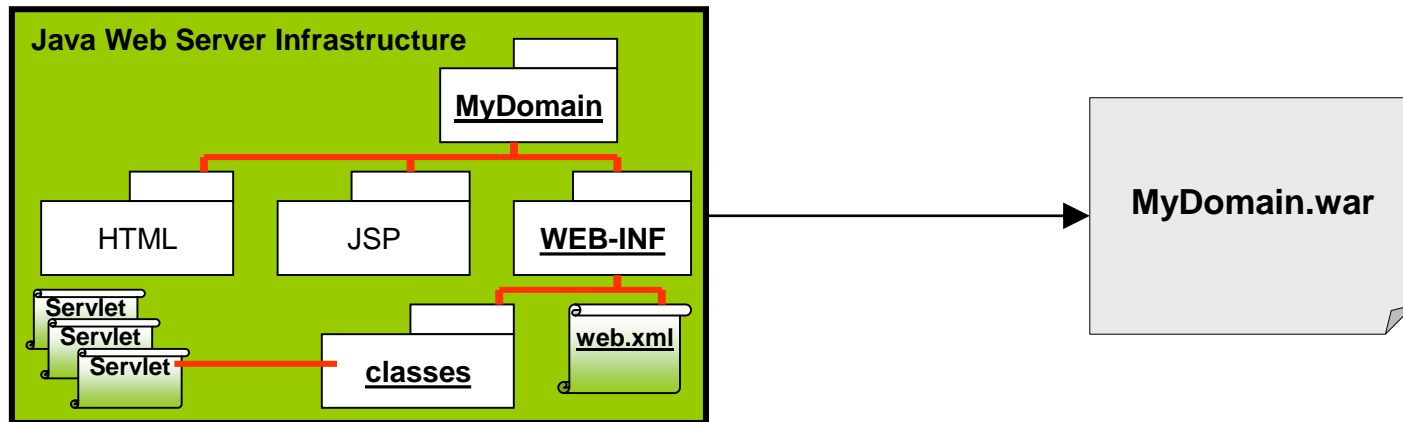 Java Web Server Infrastructure
MyDomain
HTML
JSP
WEB-INF
Servlet
Servlet
Servlet
classes
web.xml
MyDomain.war